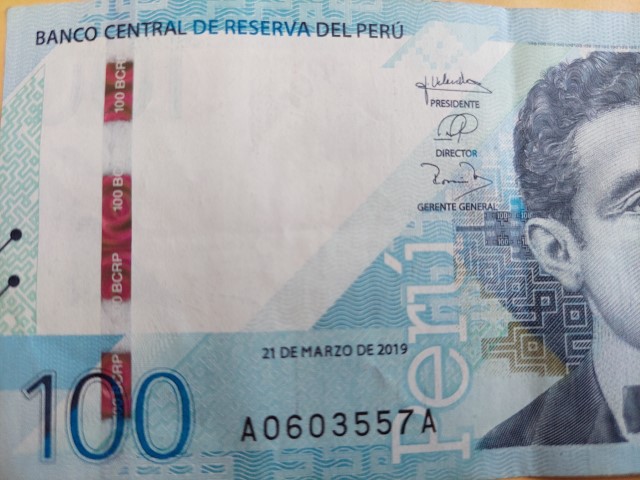 BANCO CENTRAL DE RESERVA DEL PERÚ
100 BCRP 100 BCRP 100 BCRP 100 BCRP
PRESIDENTE
DIRECTOR
GERENTE GENERAL
21 DE MARZO DE 2019
Perú
100
A0603557A